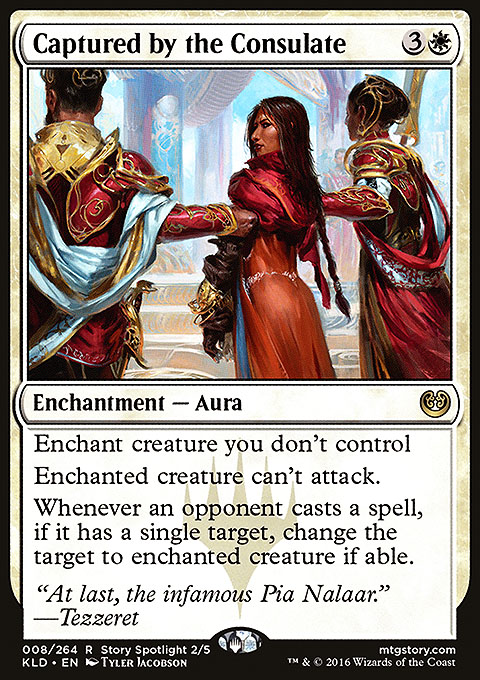 Captured by the Consulate 3
Enchantment — Aura
Enchant creature you don't control
Enchanted creature can't attack.
Whenever an opponent casts a spell,
if it has a single target, change the
target to enchanted creature if able.
“At last, the infamous Pia Nalaar.”
—Tezzeret
008/264 R Story Spotlight 2/5 mtgstory.com
KLD • EN Tyler Jacobson ™ & © 2016 Wizards of the Coast